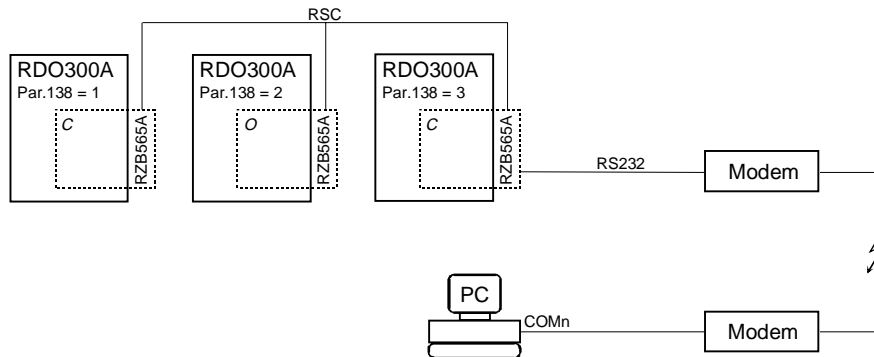 RSC
RDO300A
Par.138 = 1
C
RZB565A
RDO300A
Par.138 = 2
O
RZB565A
RDO300A
Par.138 = 3
C
RZB565A
RS232
Modem
PC
COMn
Modem